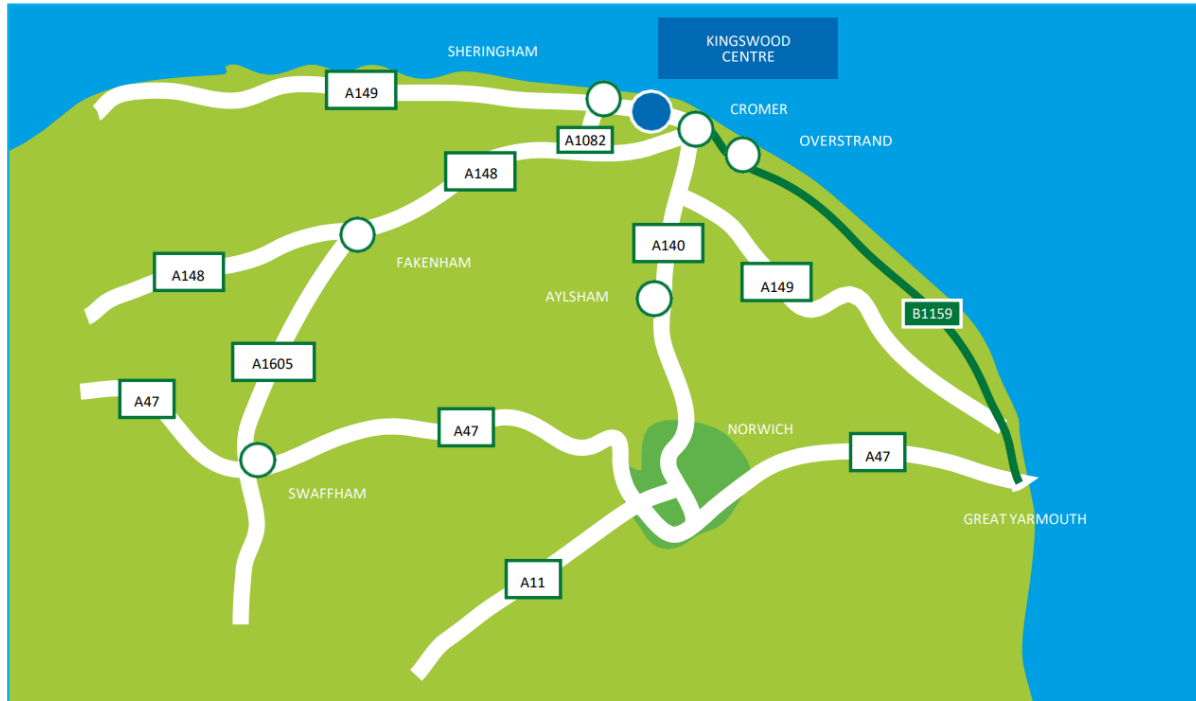 KINGSWOOD
CENTRE
SHERINGHAM
A149
CROMER
A1082
OVERSTRAND
A148
A140
FAKENHAM
A148
A149
AYLSHAM
B1159
A1605
A47
A47
NORWICH
A47
SWAFFHAM
GREAT YARMOUTH
A11